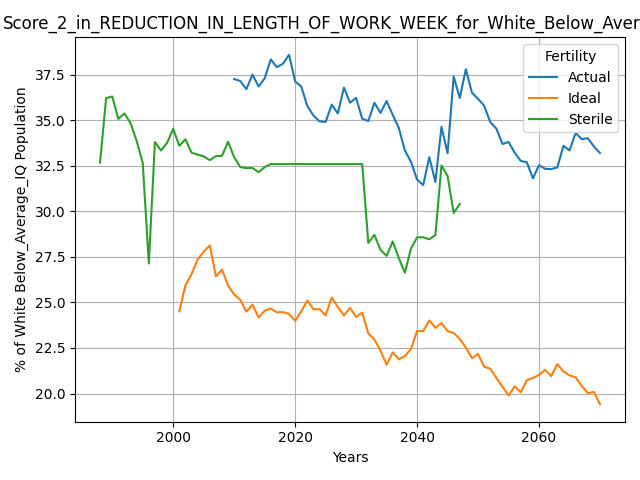 Score_2_in_REDUCTION_IN_LENGTH_OF_WORK_WEEK_for_White_Below_Aver
Fertility
Actual
Ideal
Sterile
% of White Below_Average_IQ Population
37.5
35.0
32.5
30.0
27.5
25.0
22.5
20.0
2000 2020 2040 2060
Years